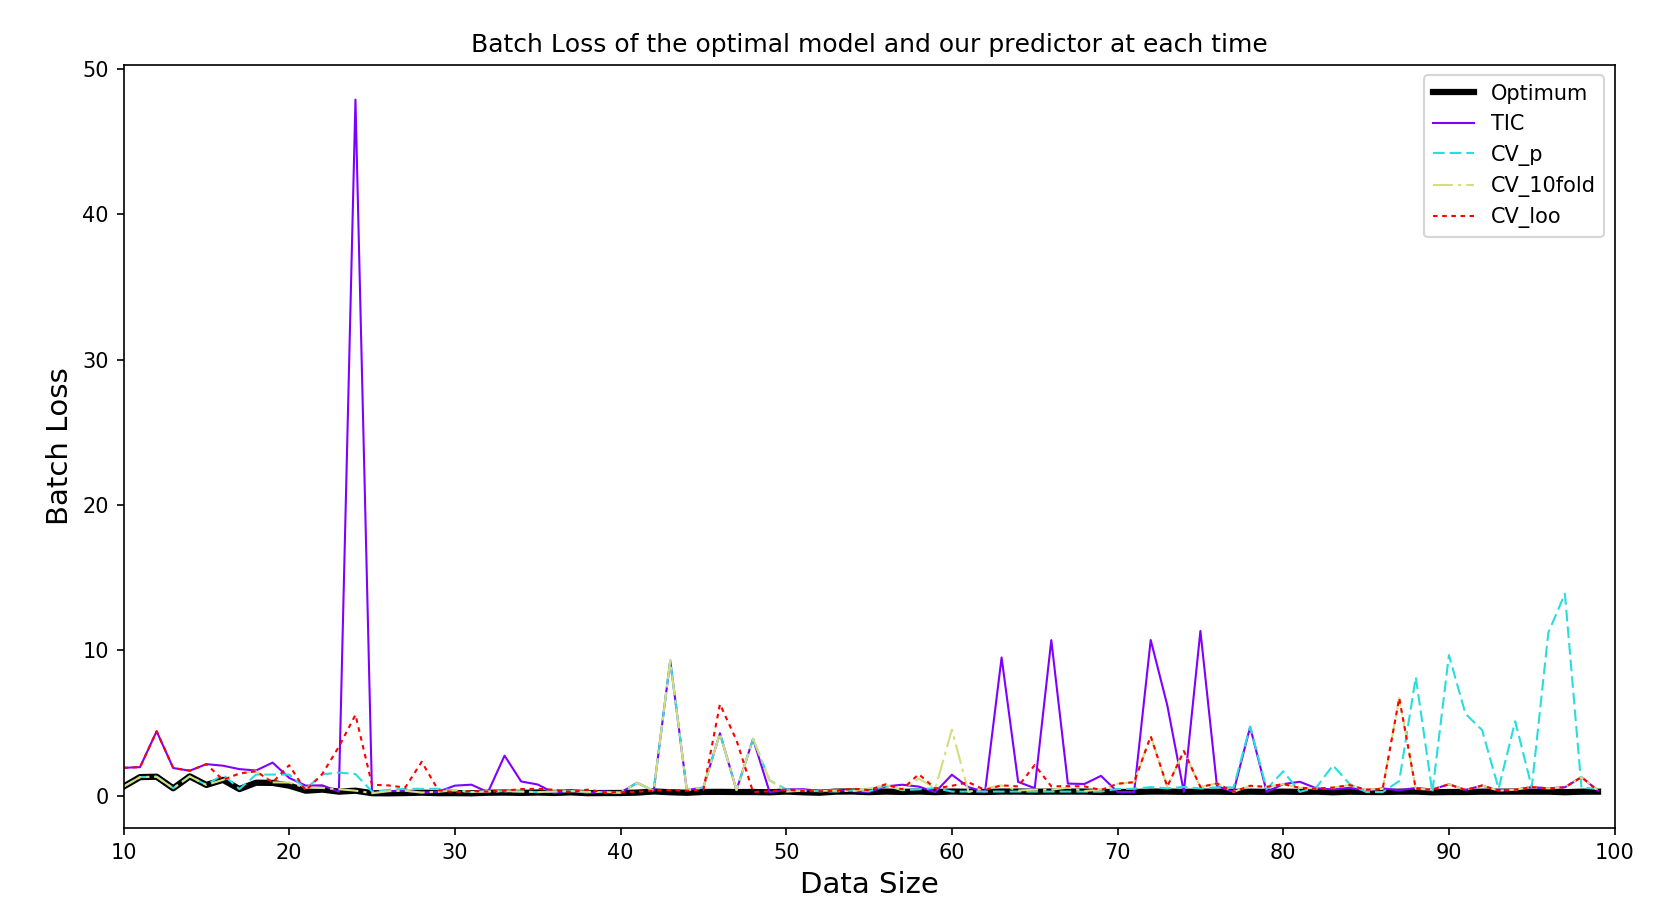 Batch Loss of the optimal model and our predictor at each time
50
40
30
20
10
0
Batch Loss
Optimum
TIC
CV_p
CV_10fold
CV_loo
10 20 30 40 50 60 70 80 90 100
Data Size